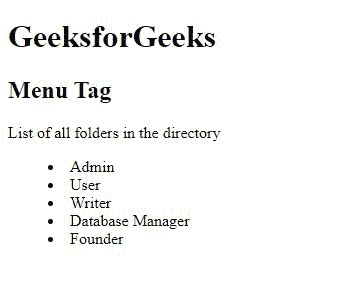 GeeksforGeeks
Menu Tag
List of all folders in the directory
• Admin
• User
• Writer
• Database Manager
• Founder